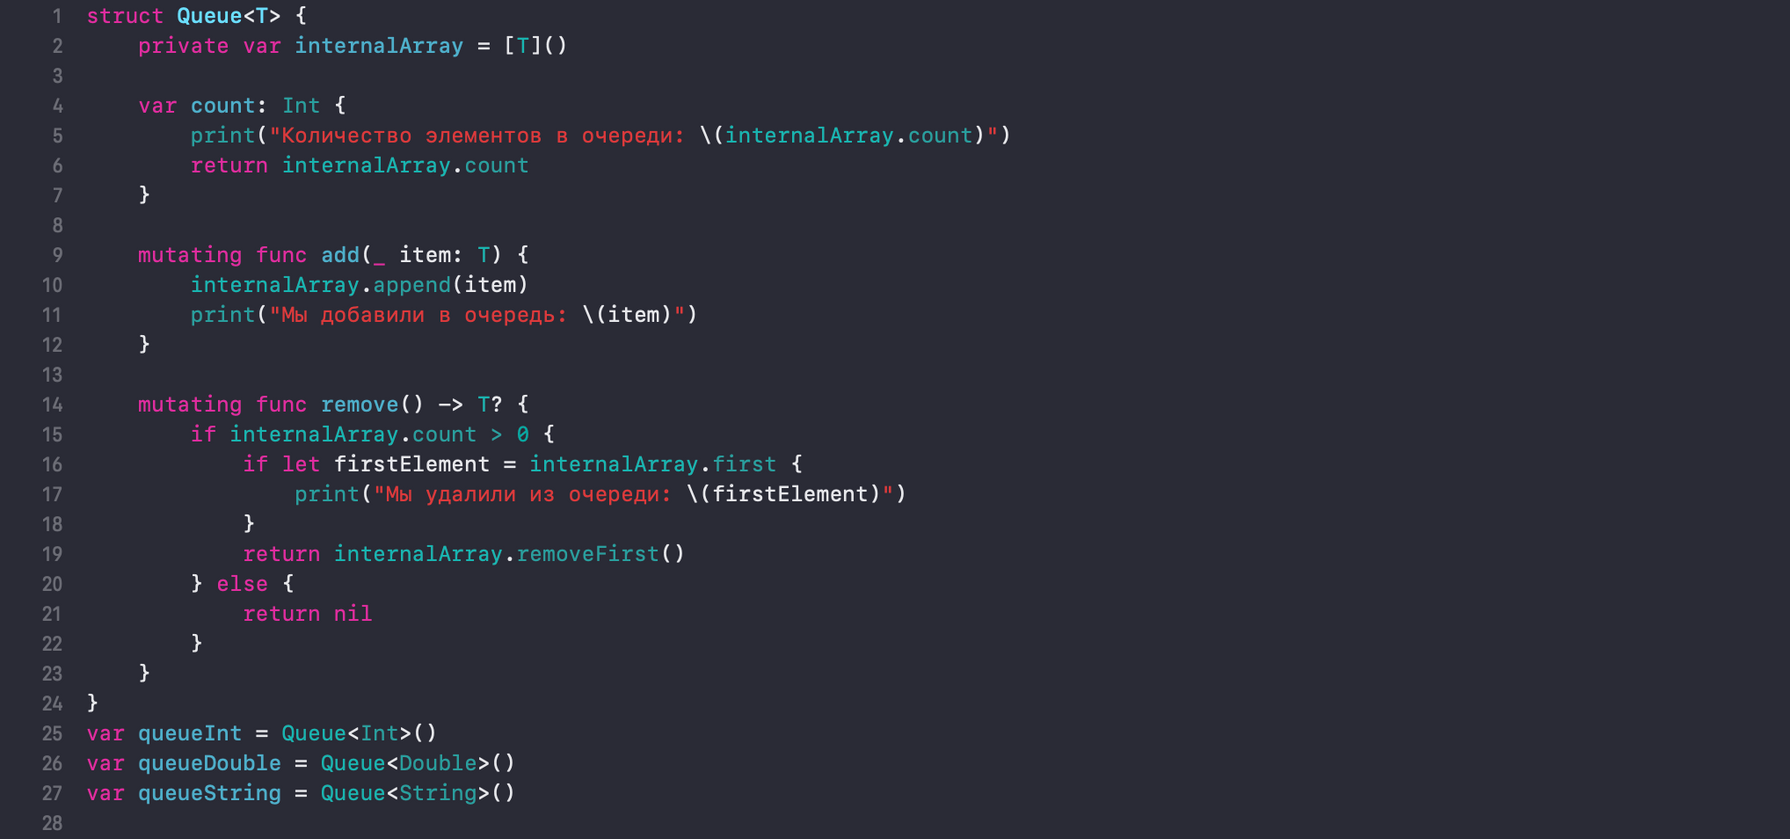 1 struct Queue<T> {
2     private var internalArray = [T]()
3
4     var count: Int {
5         print("Количество элементов в очереди: \(internalArray.count)")
6         return internalArray.count
7     }
8
9     mutating func add(_ item: T) {
10         internalArray.append(item)
11         print("Мы добавили в очередь: \(item)")
12     }
13
14     mutating func remove() -> T? {
15         if internalArray.count > 0 {
16             if let firstElement = internalArray.first {
17                 print("Мы удалили из очереди: \(firstElement)")
18             }
19             return internalArray.removeFirst()
20         } else {
21             return nil
22         }
23     }
24 }
25 var queueInt = Queue<Int>()
26 var queueDouble = Queue<Double>()
27 var queueString = Queue<String>()
28